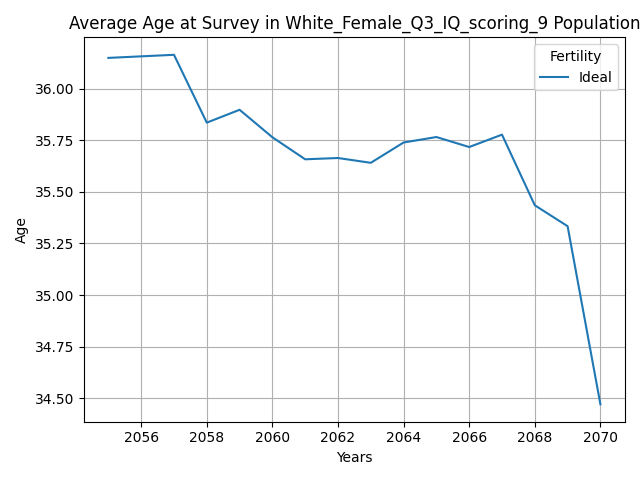 Average Age at Survey in White_Female_Q3_IQ_scoring_9 Population
Fertility
Ideal
36.00
35.75
35.50
35.25
35.00
34.75
34.50
Age
2056 2058 2060 2062 2064 2066 2068 2070
Years